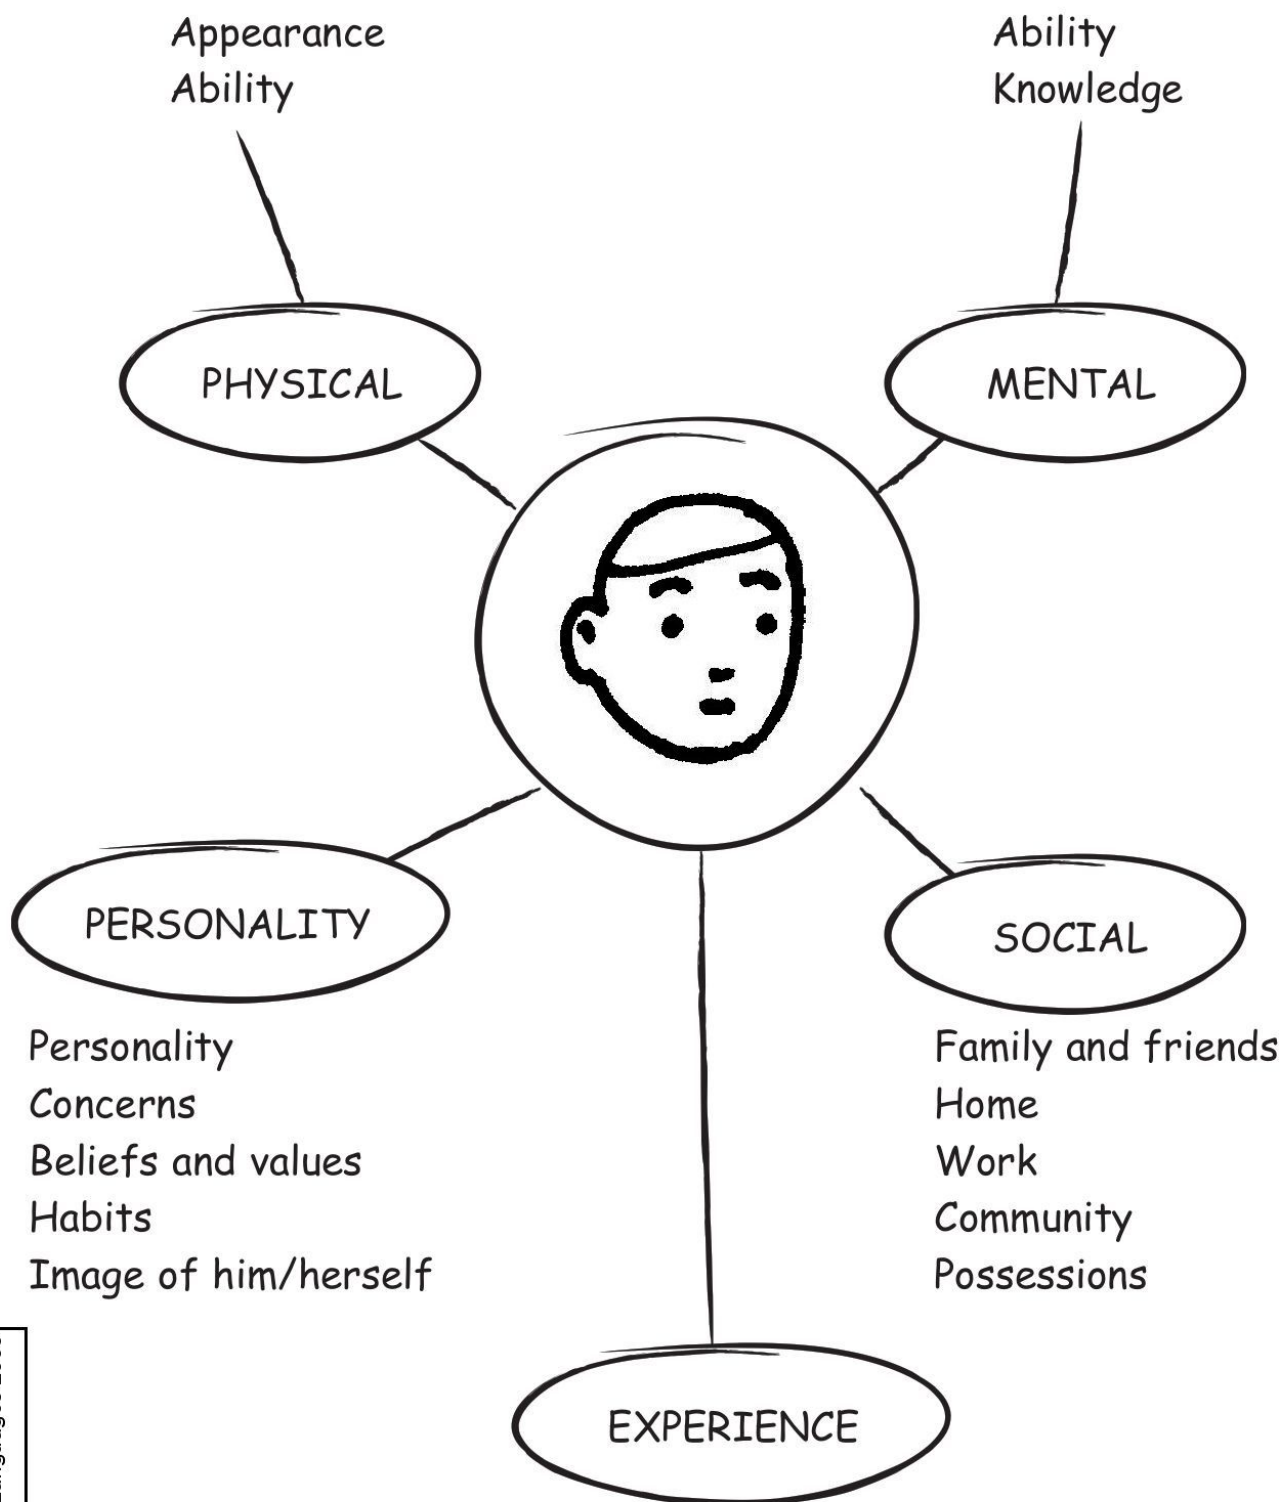 Appearance
Ability
Ability
Knowledge
PHYSICAL
MENTAL
PERSONALITY
SOCIAL
Personality
Concerns
Beliefs and values
Habits
Image of him/herself
Family and friends
Home
Work
Community
Possessions
EXPERIENCE